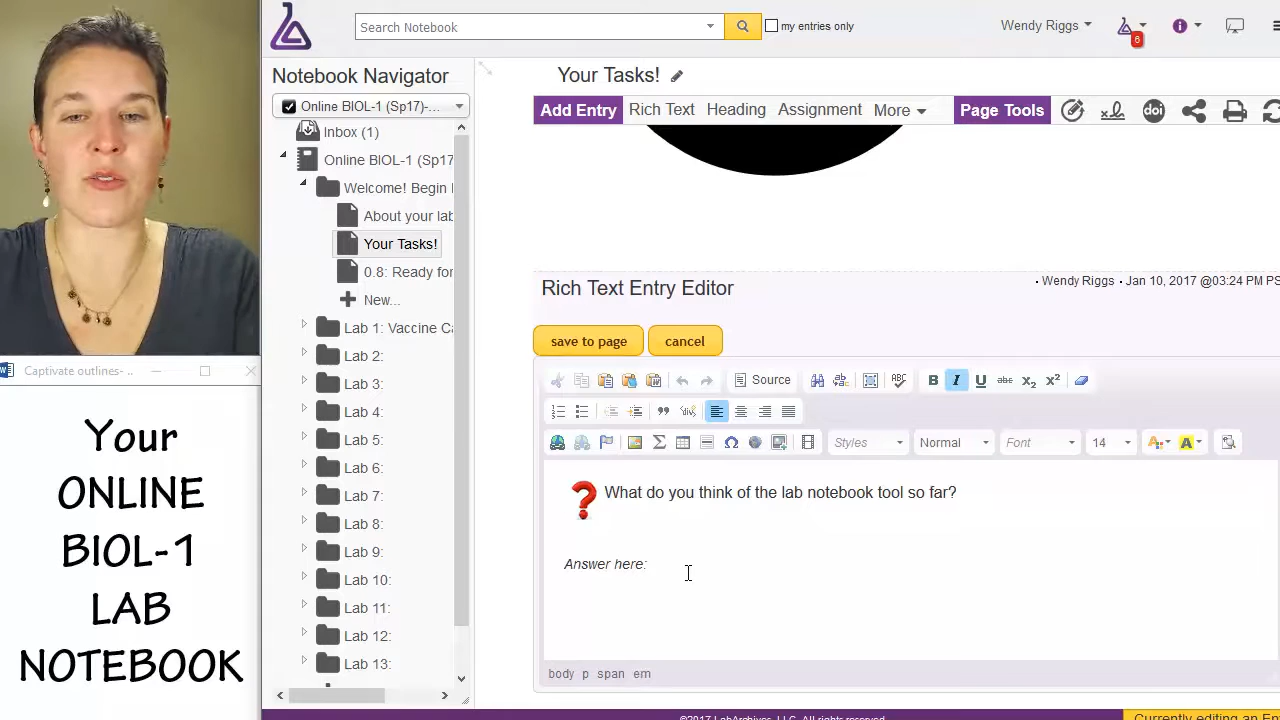 Search Notebook
my entries only
Wendy Riggs
6
Notebook Navigator
Your Tasks!
Online BIOL-1 (Sp17)-...
Add Entry Rich Text Heading Assignment More Page Tools doi
Inbox (1)
Online BIOL-1 (Sp17
Welcome! Begin
About your lab
Your Tasks!
0.8: Ready for
New...
Lab 1: Vaccine Ca
Lab 2:
Lab 3:
Lab 4:
Lab 5:
Lab 6:
Lab 7:
Lab 8:
Lab 9:
Lab 10:
Lab 11:
Lab 12:
Lab 13:
Rich Text Entry Editor
Wendy Riggs • Jan 10, 2017 @03:24 PM PS
save to page cancel
Source B I U abc X2 X2
Styles Normal Font 14
? What do you think of the lab notebook tool so far?
Answer here:
body p span em
©2017 LabArchives, LLC. All rights reserved
Currently editing an
Captivate outlines- ..
Your
ONLINE
BIOL-1
LAB
NOTEBOOK